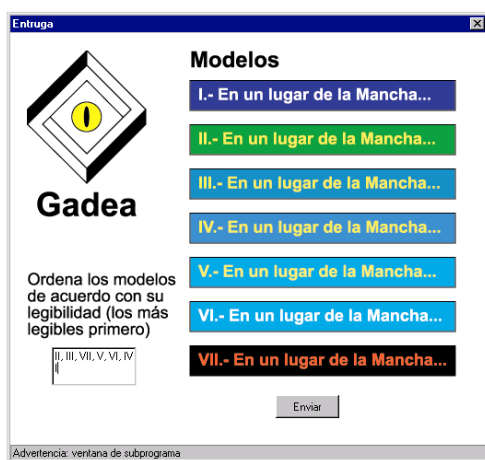 Entruga
Gadea
Modelos
I.- En un lugar de la Mancha...
II.- En un lugar de la Mancha...
III.- En un lugar de la Mancha...
IV.- En un lugar de la Mancha...
V.- En un lugar de la Mancha...
VI.- En un lugar de la Mancha...
VII.- En un lugar de la Mancha...
Ordena los modelos
de acuerdo con su
legibilidad (los más
legibles primero)
II, III, VII, V, VI, IV
I
Enviar
Advertencia: ventana de subprograma